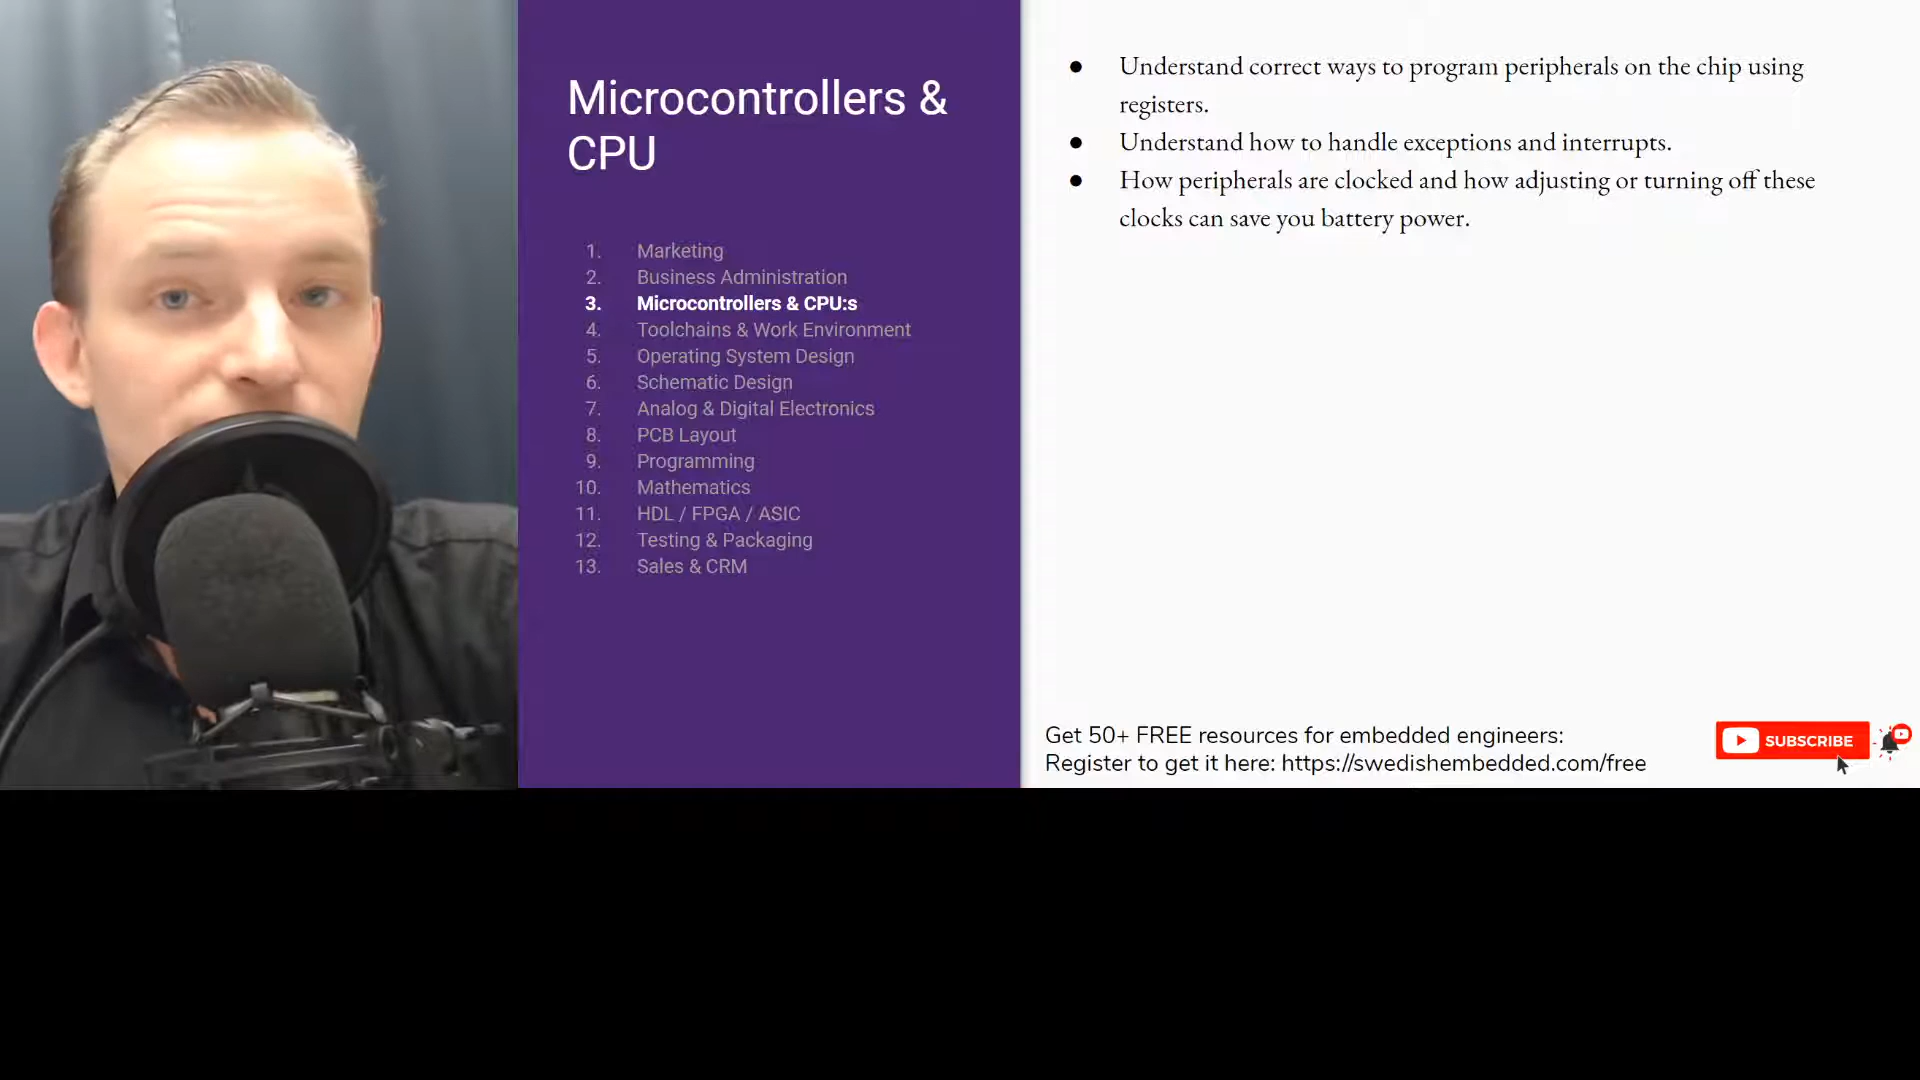 Microcontrollers &
CPU
1. Marketing
2. Business Administration
3. Microcontrollers & CPU:s
4. Toolchains & Work Environment
5. Operating System Design
6. Schematic Design
7. Analog & Digital Electronics
8. PCB Layout
9. Programming
10. Mathematics
11. HDL / FPGA / ASIC
12. Testing & Packaging
13. Sales & CRM
● Understand correct ways to program peripherals on the chip using
registers.
● Understand how to handle exceptions and interrupts.
● How peripherals are clocked and how adjusting or turning off these
clocks can save you battery power.
Get 50+ FREE resources for embedded engineers:
Register to get it here: https://swedishembedded.com/free
SUBSCRIBE